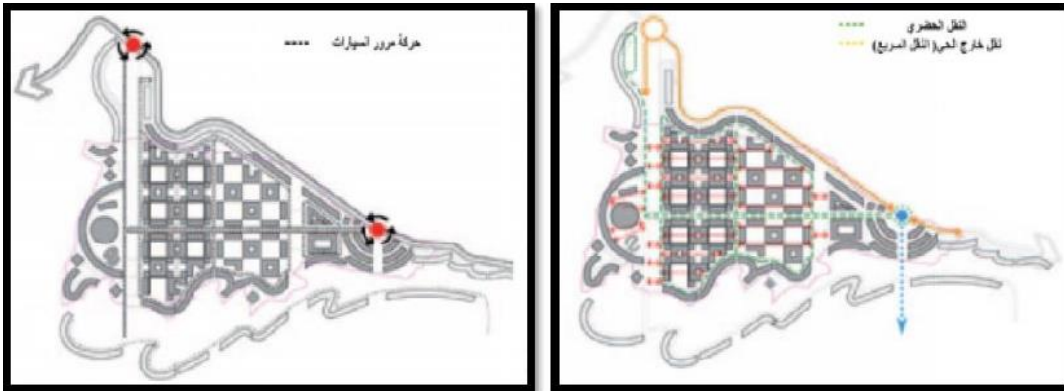 حركة مرور السيارات
النقل الحضري
نقل خارج الحي( النقل السريع)